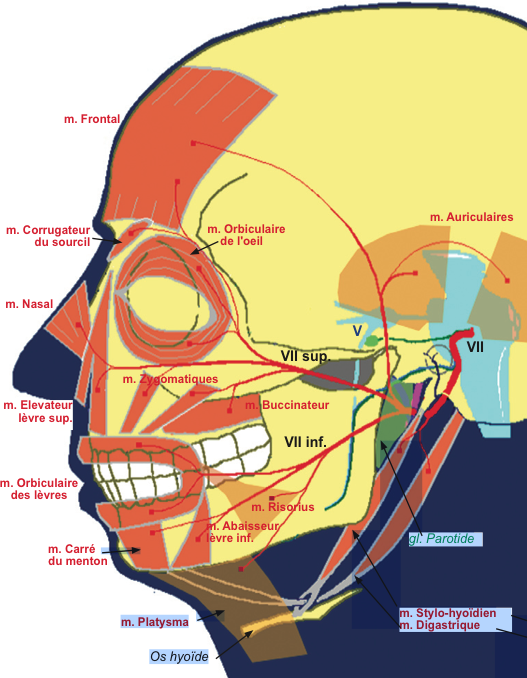 m. Frontal
m. Auriculaires
m. Corrugateur
du sourcil
m. Orbiculaire
de l'oeil
m. Nasal
V
VII
VII sup.
m. Zygomatiques
m. Elevateur
lèvre sup.
m. Buccinateur
VII inf.
m. Orbiculaire
des lèvres
m. Risorius
m. Abaisseur
lèvre inf.
gl. Parotide
m. Carré
du menton
m. Stylo-hyoïdien
m. Digastrique
m. Platysma
Os hyoïde